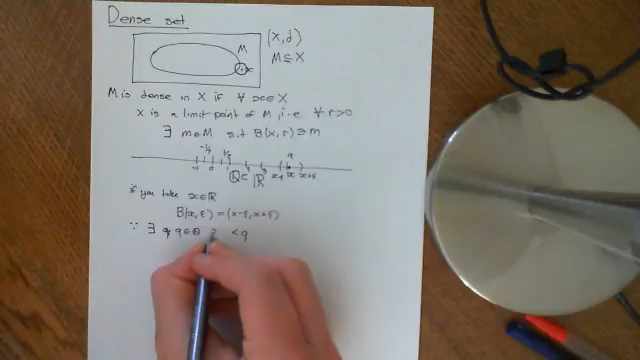 Dense set
M
x
(X,d)
M⊆X
M is dense in X if ∀ x∈X
x is a limit point of M, i.e ∀ r>0
∃ m∈M s.t B(x,r)∋m
-1/2 1/2 q
-1 0 1 x-ε x x+ε
ℚ⊂ℝ
if you take x∈ℝ
B(x,ε) = (x-ε, x+ε)
∵ ∃ q∈ℚ <q